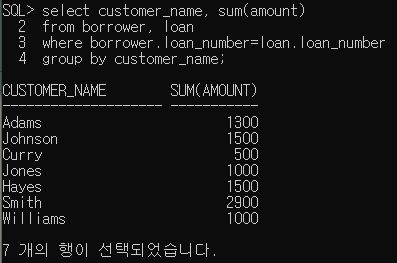 SQL> select customer_name, sum(amount)
  2  from borrower, loan
  3  where borrower.loan_number=loan.loan_number
  4  group by customer_name;
CUSTOMER_NAME        SUM(AMOUNT)
-------------------- -----------
Adams                       1300
Johnson                     1500
Curry                        500
Jones                       1000
Hayes                       1500
Smith                       2900
Williams                    1000
7 개의 행이 선택되었습니다.